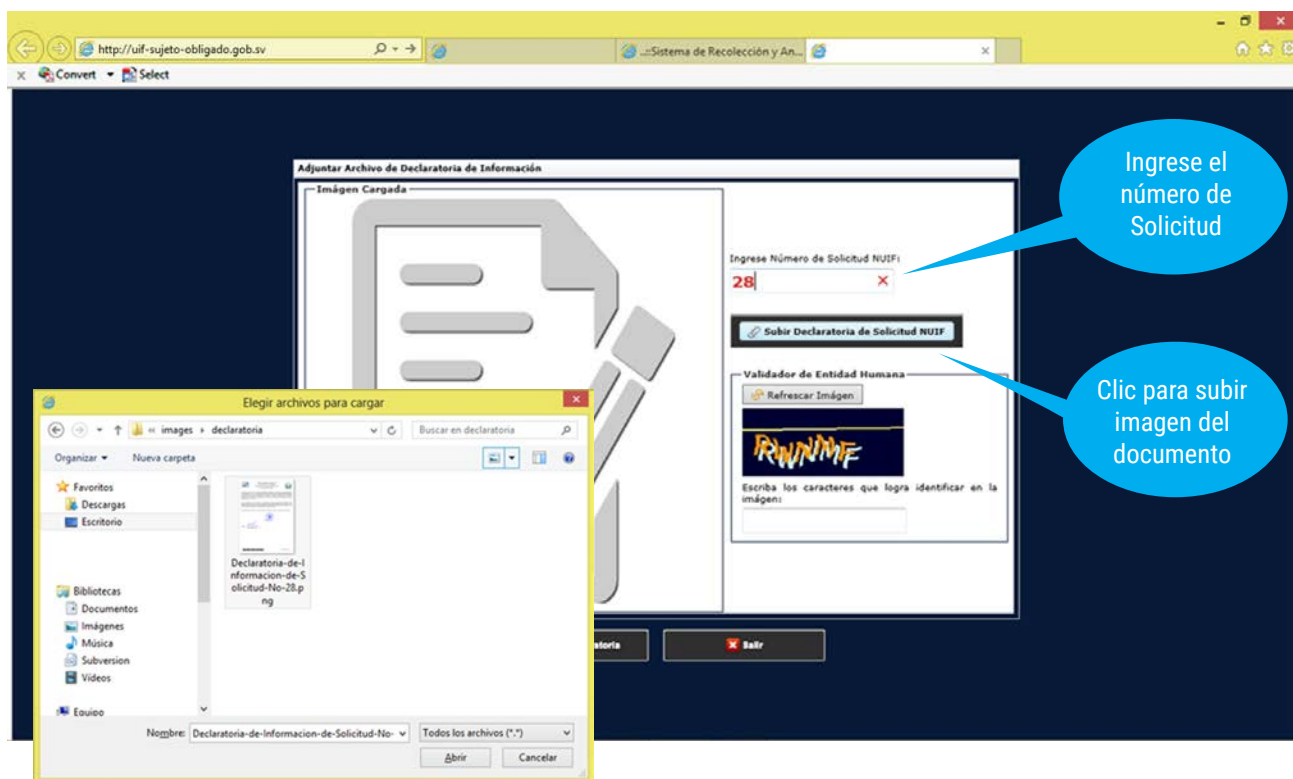 http://uif-sujeto-obligado.gob.sv
..::Sistema de Recolección y An...
x Convert Select
Adjuntar Archivo de Declaratoria de Información
Imágen Cargada
Ingrese Número de Solicitud NUIF:
28
Subir Declaratoria de Solicitud NUIF
Validador de Entidad Humana
Refrescar Imágen
RWNMF
Escriba los caracteres que logra identificar en la
imágen:
Ingrese el
número de
Solicitud
Clic para subir
imagen del
documento
Elegir archivos para cargar
« images declaratoria
Buscar en declaratoria
Organizar
Nueva carpeta
Favoritos
Descargas
Escritorio
Bibliotecas
Documentos
Imágenes
Música
Subversion
Vídeos
Equipo
Declaratoria-de-I
nformacion-de-S
olicitud-No-28.p
ng
Nombre:
Declaratoria-de-Informacion-de-Solicitud-No-
Todos los archivos (*.*)
Abrir
Cancelar
atoria
Salir